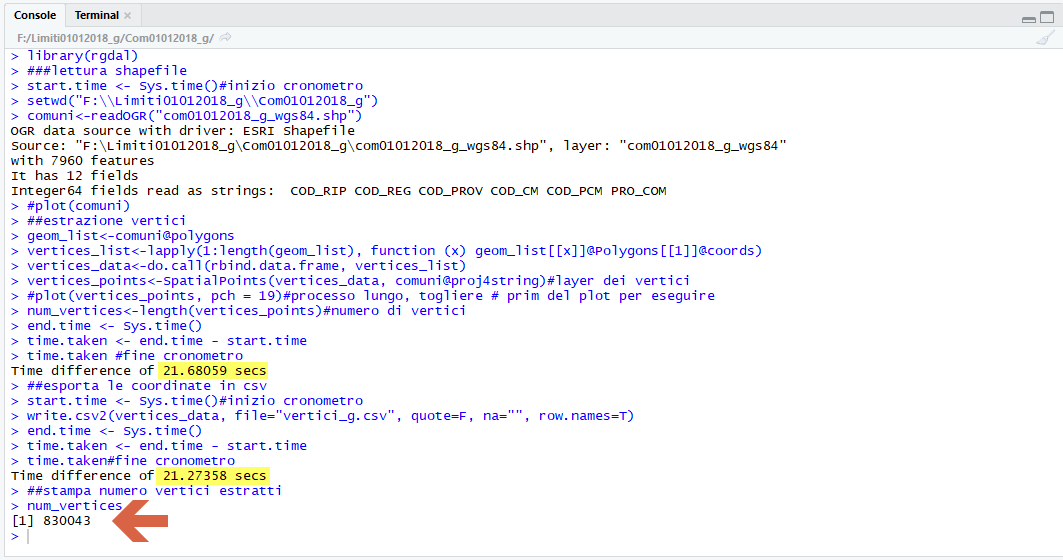 Console Terminal ×
F:/Limiti01012018_g/Com01012018_g/
> library(rgdal)
> ###lettura shapefile
> start.time <- Sys.time()#inizio cronometro
> setwd("F:\\Limiti01012018_g\\Com01012018_g")
> comuni<-readOGR("com01012018_g_wgs84.shp")
OGR data source with driver: ESRI Shapefile
Source: "F:\Limiti01012018_g\Com01012018_g\com01012018_g_wgs84.shp", layer: "com01012018_g_wgs84"
with 7960 features
It has 12 fields
Integer64 fields read as strings:  COD_RIP COD_REG COD_PROV COD_CM COD_PCM PRO_COM
> #plot(comuni)
> ##estrazione vertici
> geom_list<-comuni@polygons
> vertices_list<-lapply(1:length(geom_list), function (x) geom_list[[x]]@Polygons[[1]]@coords)
> vertices_data<-do.call(rbind.data.frame, vertices_list)
> vertices_points<-SpatialPoints(vertices_data, comuni@proj4string)#layer dei vertici
> #plot(vertices_points, pch = 19)#processo lungo, togliere # prim del plot per eseguire
> num_vertices<-length(vertices_points)#numero di vertici
> end.time <- Sys.time()
> time.taken <- end.time - start.time
> time.taken #fine cronometro
Time difference of 21.68059 secs
> ##esporta le coordinate in csv
> start.time <- Sys.time()#inizio cronometro
> write.csv2(vertices_data, file="vertici_g.csv", quote=F, na="", row.names=T)
> end.time <- Sys.time()
> time.taken <- end.time - start.time
> time.taken#fine cronometro
Time difference of 21.27358 secs
> ##stampa numero vertici estratti
> num_vertices
[1] 830043
>